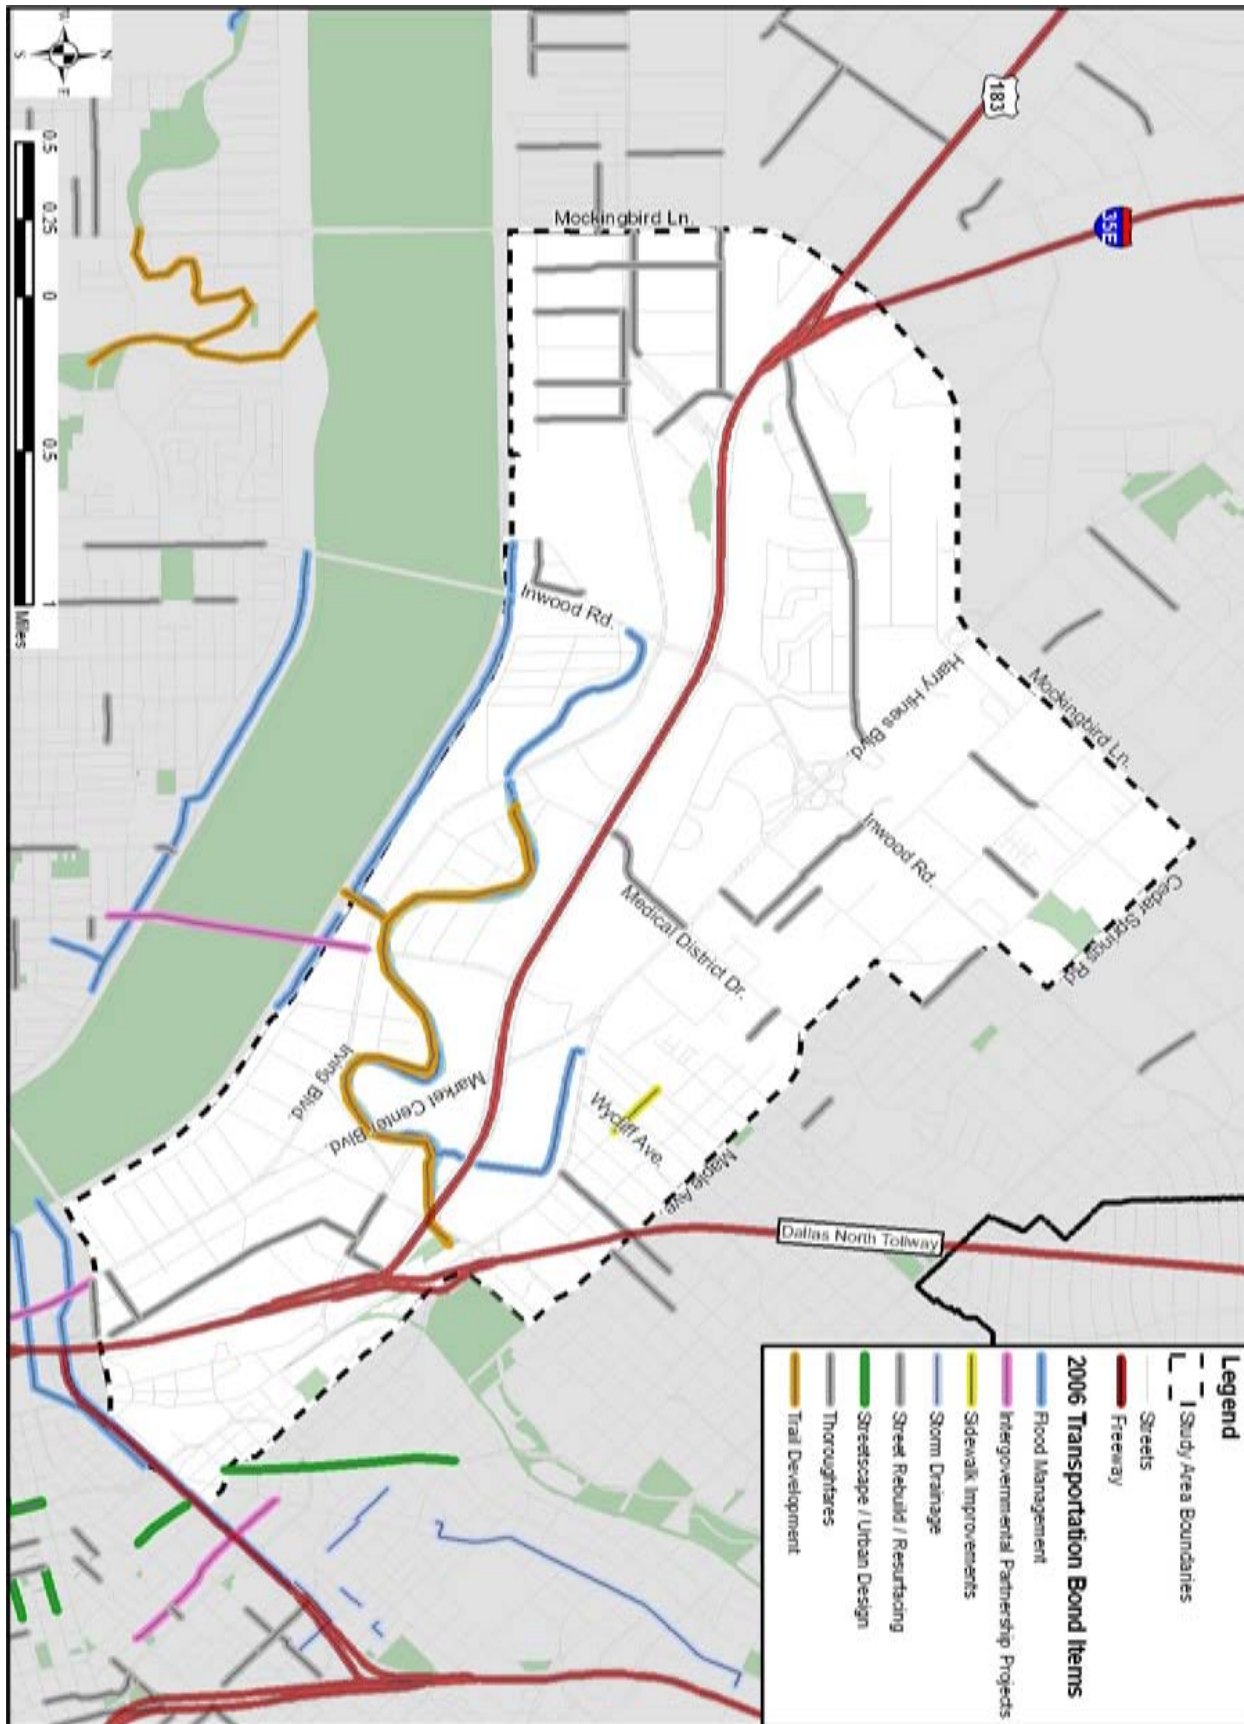 N
S
E
0.5
0.25
0
0.5
1
Miles
183
35E
Mockingbird Ln.
Inwood Rd.
Harry Hines Blvd.
Mockingbird Ln.
Inwood Rd.
Cedar Springs Rd
Medical District Dr.
Irving Blvd.
Market Center Blvd.
Wycliff Ave.
Maple Ave.
Dallas North Tollway
Legend
Study Area Boundaries
Streets
Freeway
2006 Transportation Bond Items
Flood Management
Intergovernmental Partnership Projects
Sidewalk Improvements
Storm Drainage
Street Rebuild / Resurfacing
Streetscape / Urban Design
Thoroughfares
Trail Development